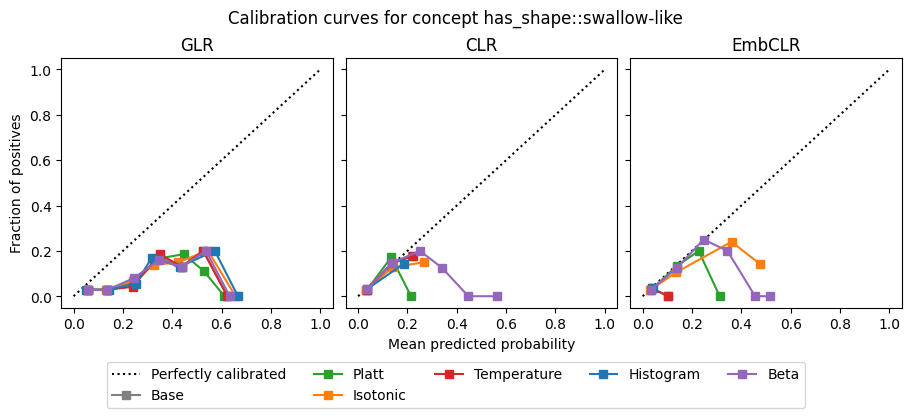 Calibration curves for concept has_shape::swallow-like
GLR
CLR
EmbCLR
Fraction of positives
1.0
0.8
0.6
0.4
0.2
0.0
0.0 0.2 0.4 0.6 0.8 1.0
0.0 0.2 0.4 0.6 0.8 1.0
0.0 0.2 0.4 0.6 0.8 1.0
Mean predicted probability
Perfectly calibrated Platt Temperature Histogram Beta
Base Isotonic